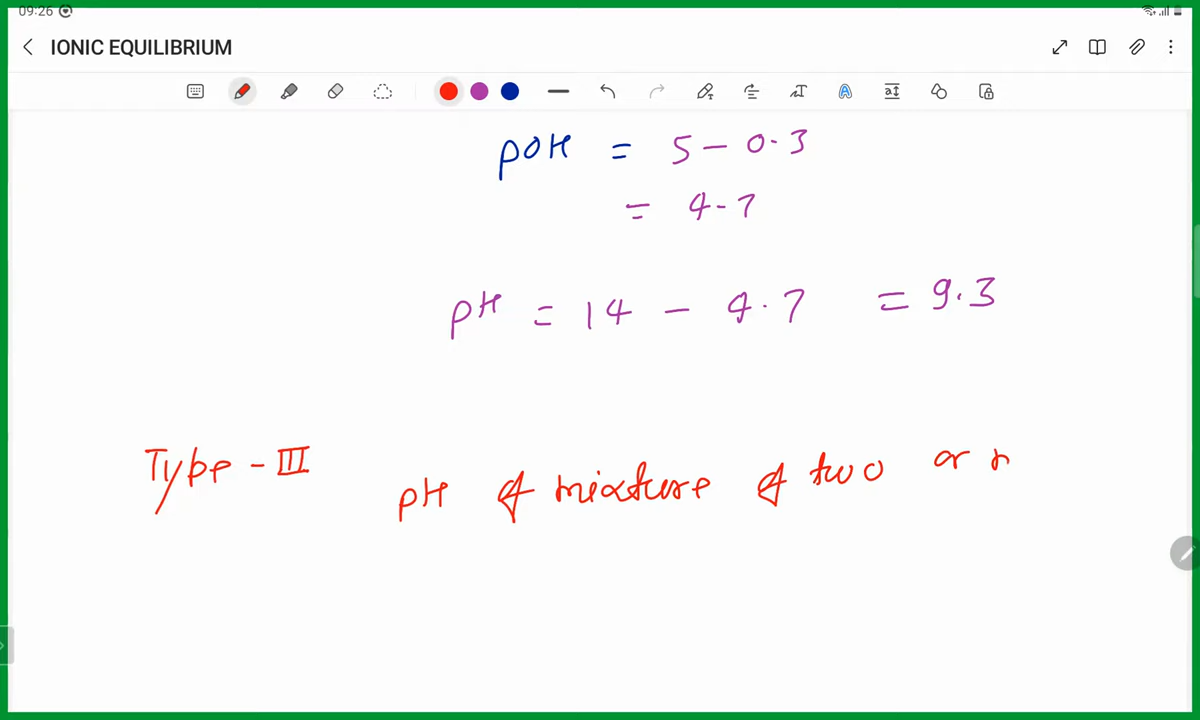 09:26
IONIC EQUILIBRIUM
pOH = 5 - 0.3
= 4.7
pH = 14 - 4.7 = 9.3
Type - III
pH of mixture of two or